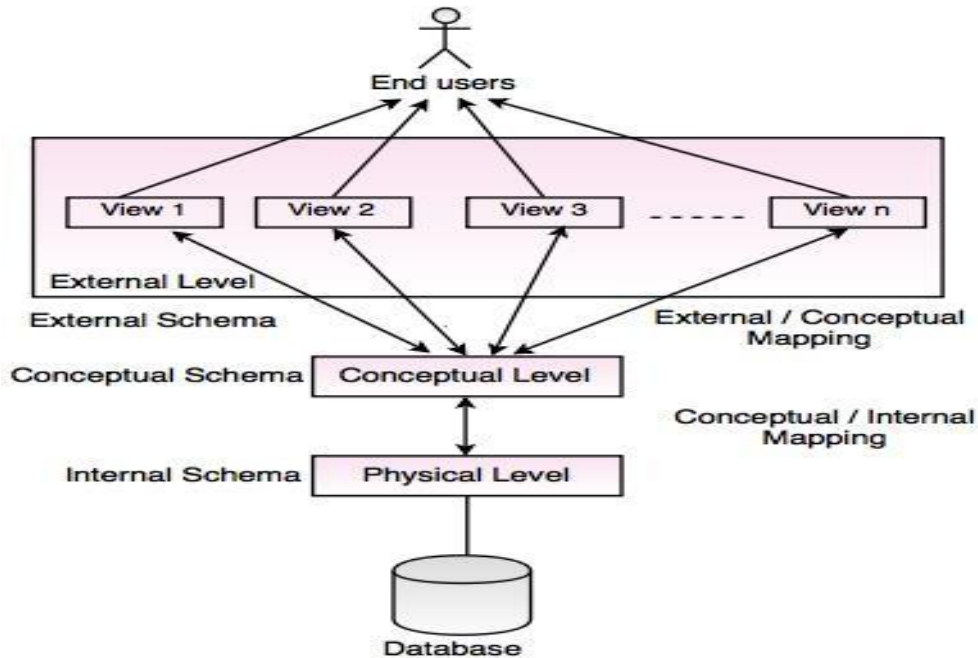 End users
View 1
View 2
View 3
View n
External Level
External Schema
External / Conceptual
Mapping
Conceptual Schema
Conceptual Level
Conceptual / Internal
Mapping
Internal Schema
Physical Level
Database